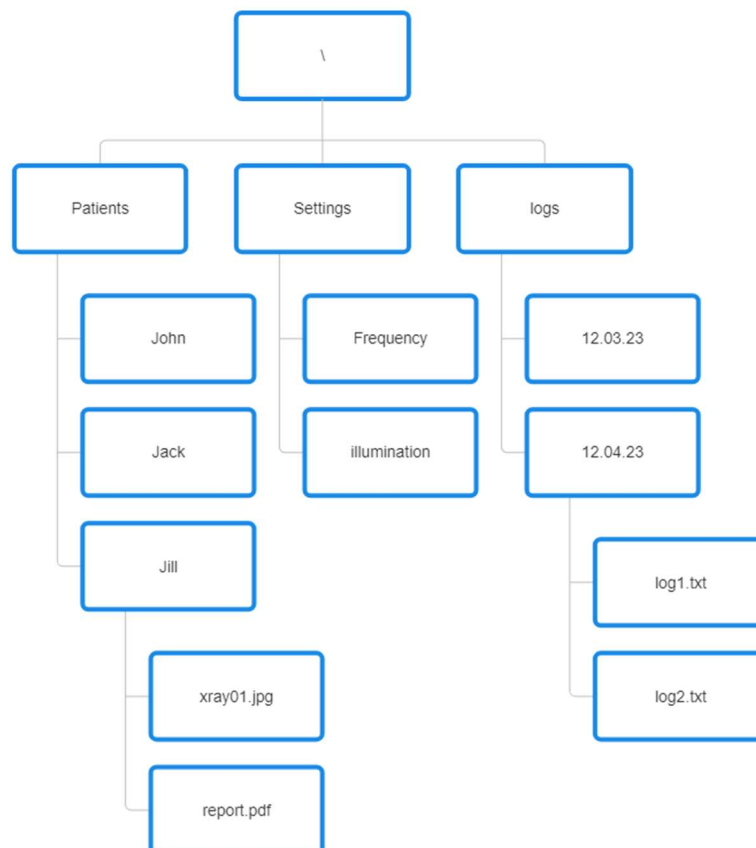 \
Patients
Settings
logs
John
Frequency
12.03.23
Jack
illumination
12.04.23
Jill
log1.txt
xray01.jpg
log2.txt
report.pdf